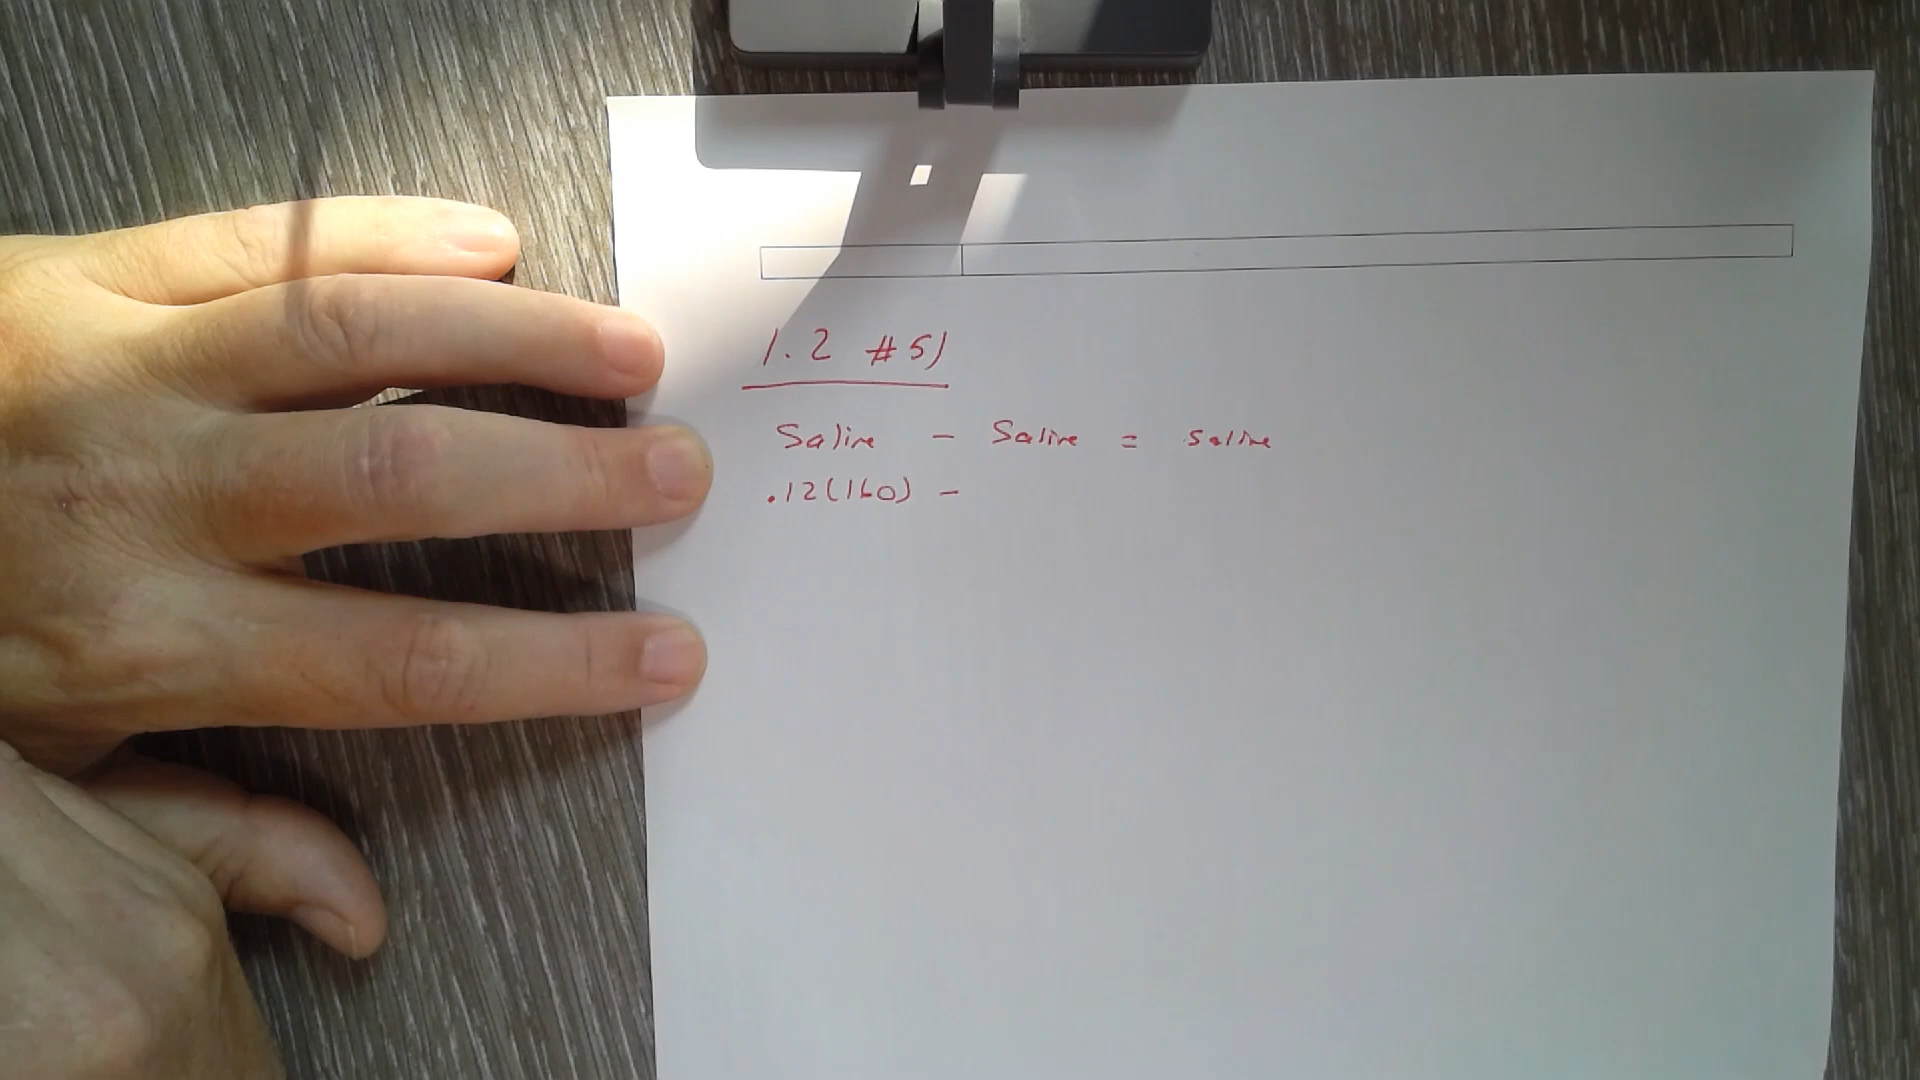 1.2 #51
Saline - Saline = Saline
.12(160) -